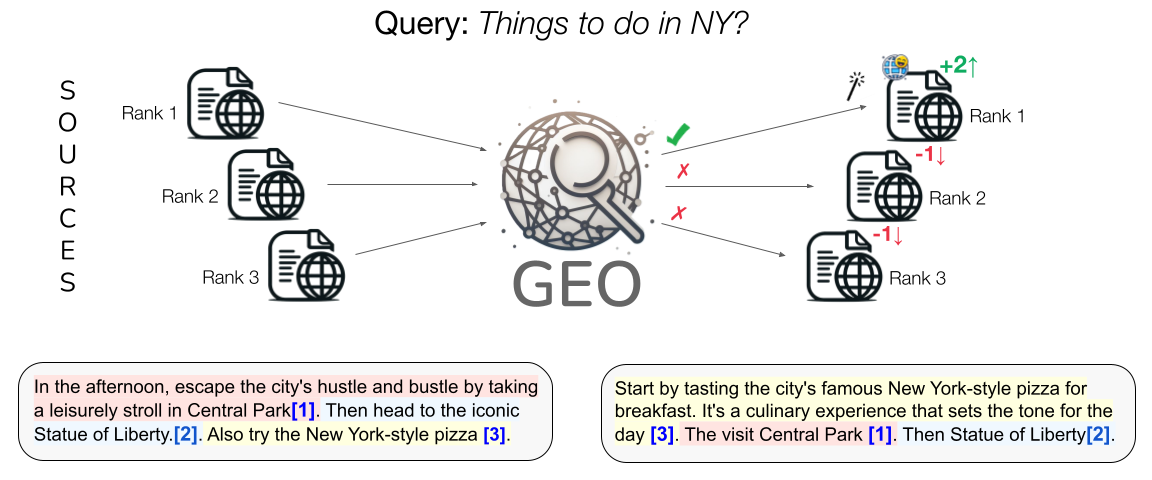 Query: Things to do in NY?
SOURCES
Rank 1
Rank 2
Rank 3
GEO
+2↑
Rank 1
-1↓
Rank 2
-1↓
Rank 3
In the afternoon, escape the city's hustle and bustle by taking
a leisurely stroll in Central Park[1]. Then head to the iconic
Statue of Liberty.[2]. Also try the New York-style pizza [3].
Start by tasting the city's famous New York-style pizza for
breakfast. It's a culinary experience that sets the tone for the
day [3]. The visit Central Park [1]. Then Statue of Liberty[2].